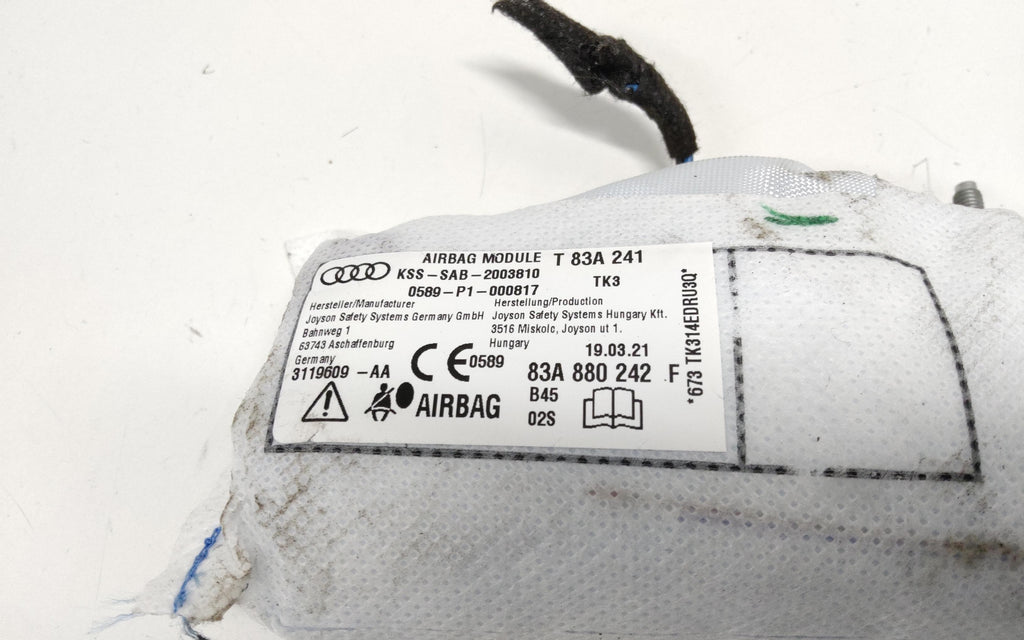 AIRBAG MODULE T 83A 241
KSS-SAB-2003810
0589-P1-000817 TK3
Hersteller/Manufacturer
Joyson Safety Systems Germany GmbH
Bahnweg 1
63743 Aschaffenburg
Germany
Herstellung/Production
Joyson Safety Systems Hungary Kft.
3516 Miskolc, Joyson ut 1.
Hungary
19.03.21
3119609-AA
CE 0589
83A 880 242 F
AIRBAG
B45
02S
*673 TK314EDRU3Q*